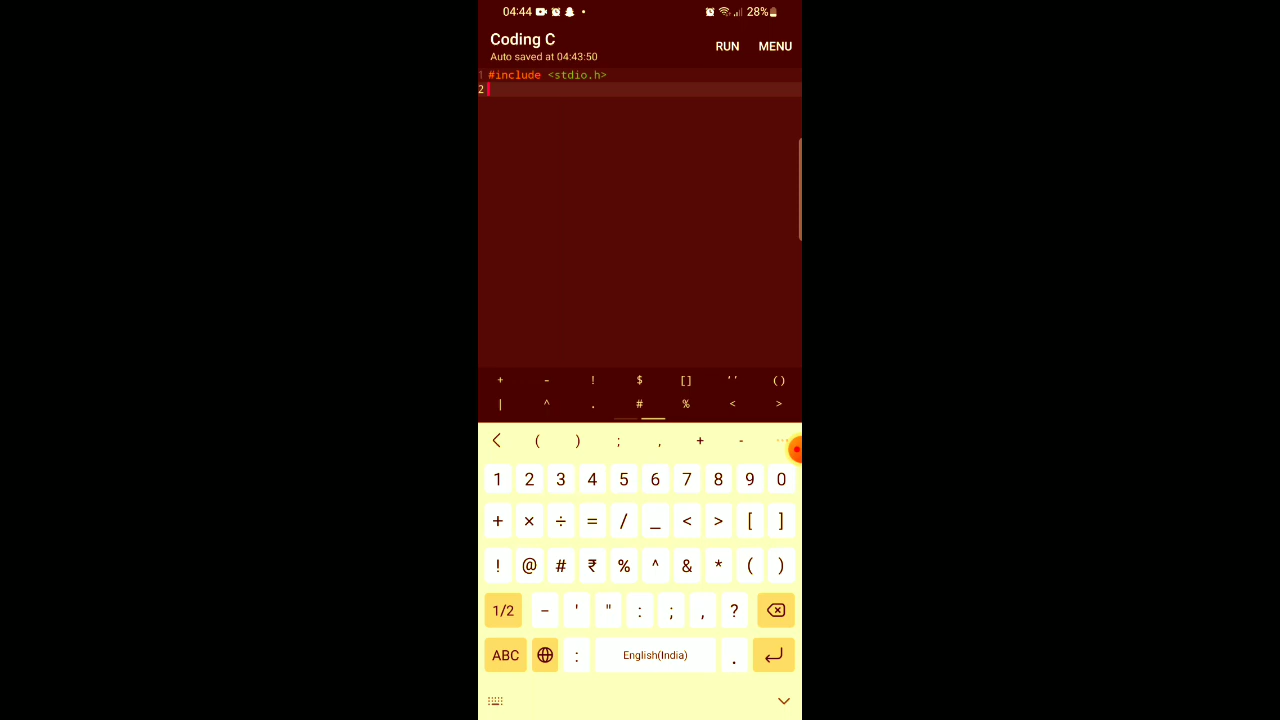 04:44 28%
Coding C
Auto saved at 04:43:50
RUN MENU
1 #include <stdio.h>
2
+ - ! $ [] '' ()
| ^ . # % < >
( ) ; , + - ...
1 2 3 4 5 6 7 8 9 0
+ × ÷ = / _ < > [ ]
! @ # ₹ % ^ & * ( )
1/2 - ' " : ; , ?
ABC : English(India) .